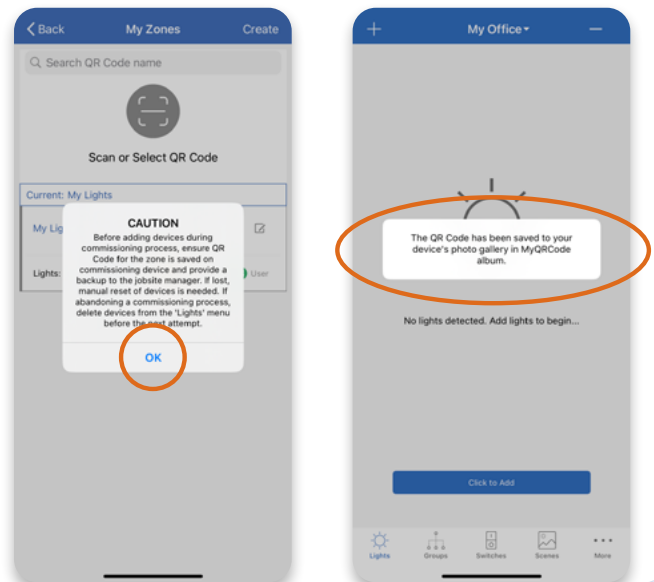 Back
My Zones
Create
Search QR Code name
Scan or Select QR Code
Current: My Lights
My Lig
CAUTION
Before adding devices during
commissioning process, ensure QR
Code for the zone is saved on
commissioning device and provide a
backup to the jobsite manager. If lost,
manual reset of devices is needed. If
abandoning a commissioning process,
delete devices from the 'Lights' menu
before the next attempt.
OK
Lights:
User
My Office
The QR Code has been saved to your
device's photo gallery in MyQRCode
album.
No lights detected. Add lights to begin...
Click to Add
Lights
Groups
Switches
Scenes
More